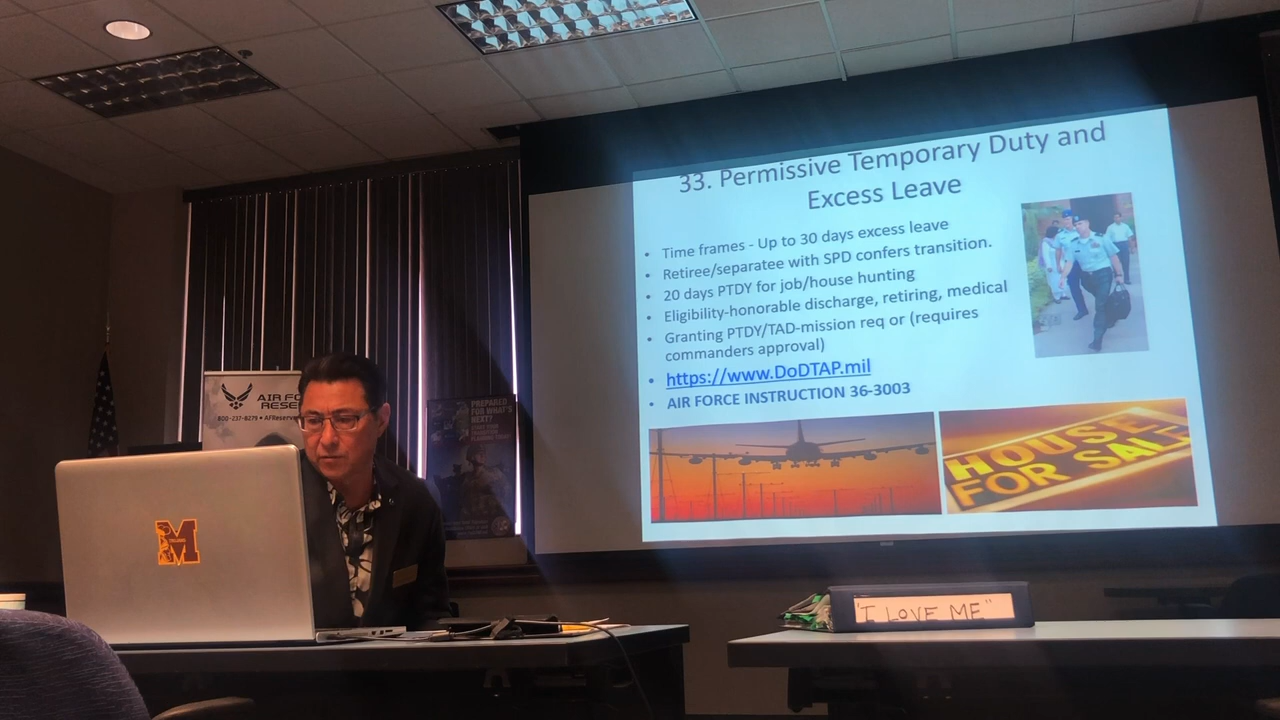 33. Permissive Temporary Duty and
Excess Leave
• Time frames - Up to 30 days excess leave
• Retiree/separatee with SPD confers transition.
• 20 days PTDY for job/house hunting
• Eligibility-honorable discharge, retiring, medical
• Granting PTDY/TAD-mission req or (requires
commanders approval)
• https://www.DoDTAP.mil
• AIR FORCE INSTRUCTION 36-3003
HOUSE
FOR SALE
AIR FO
RESE
800-237-8279 • AFReserve
PREPARED
FOR WHAT'S
NEXT?
M
"I LOVE ME"